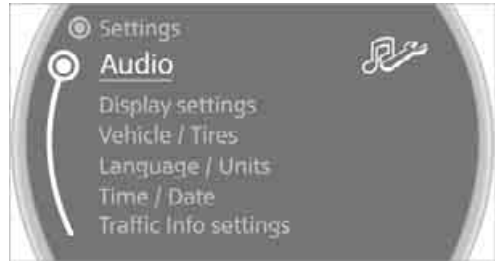 Settings
Audio
Display settings
Vehicle / Tires
Language / Units
Time / Date
Traffic Info settings